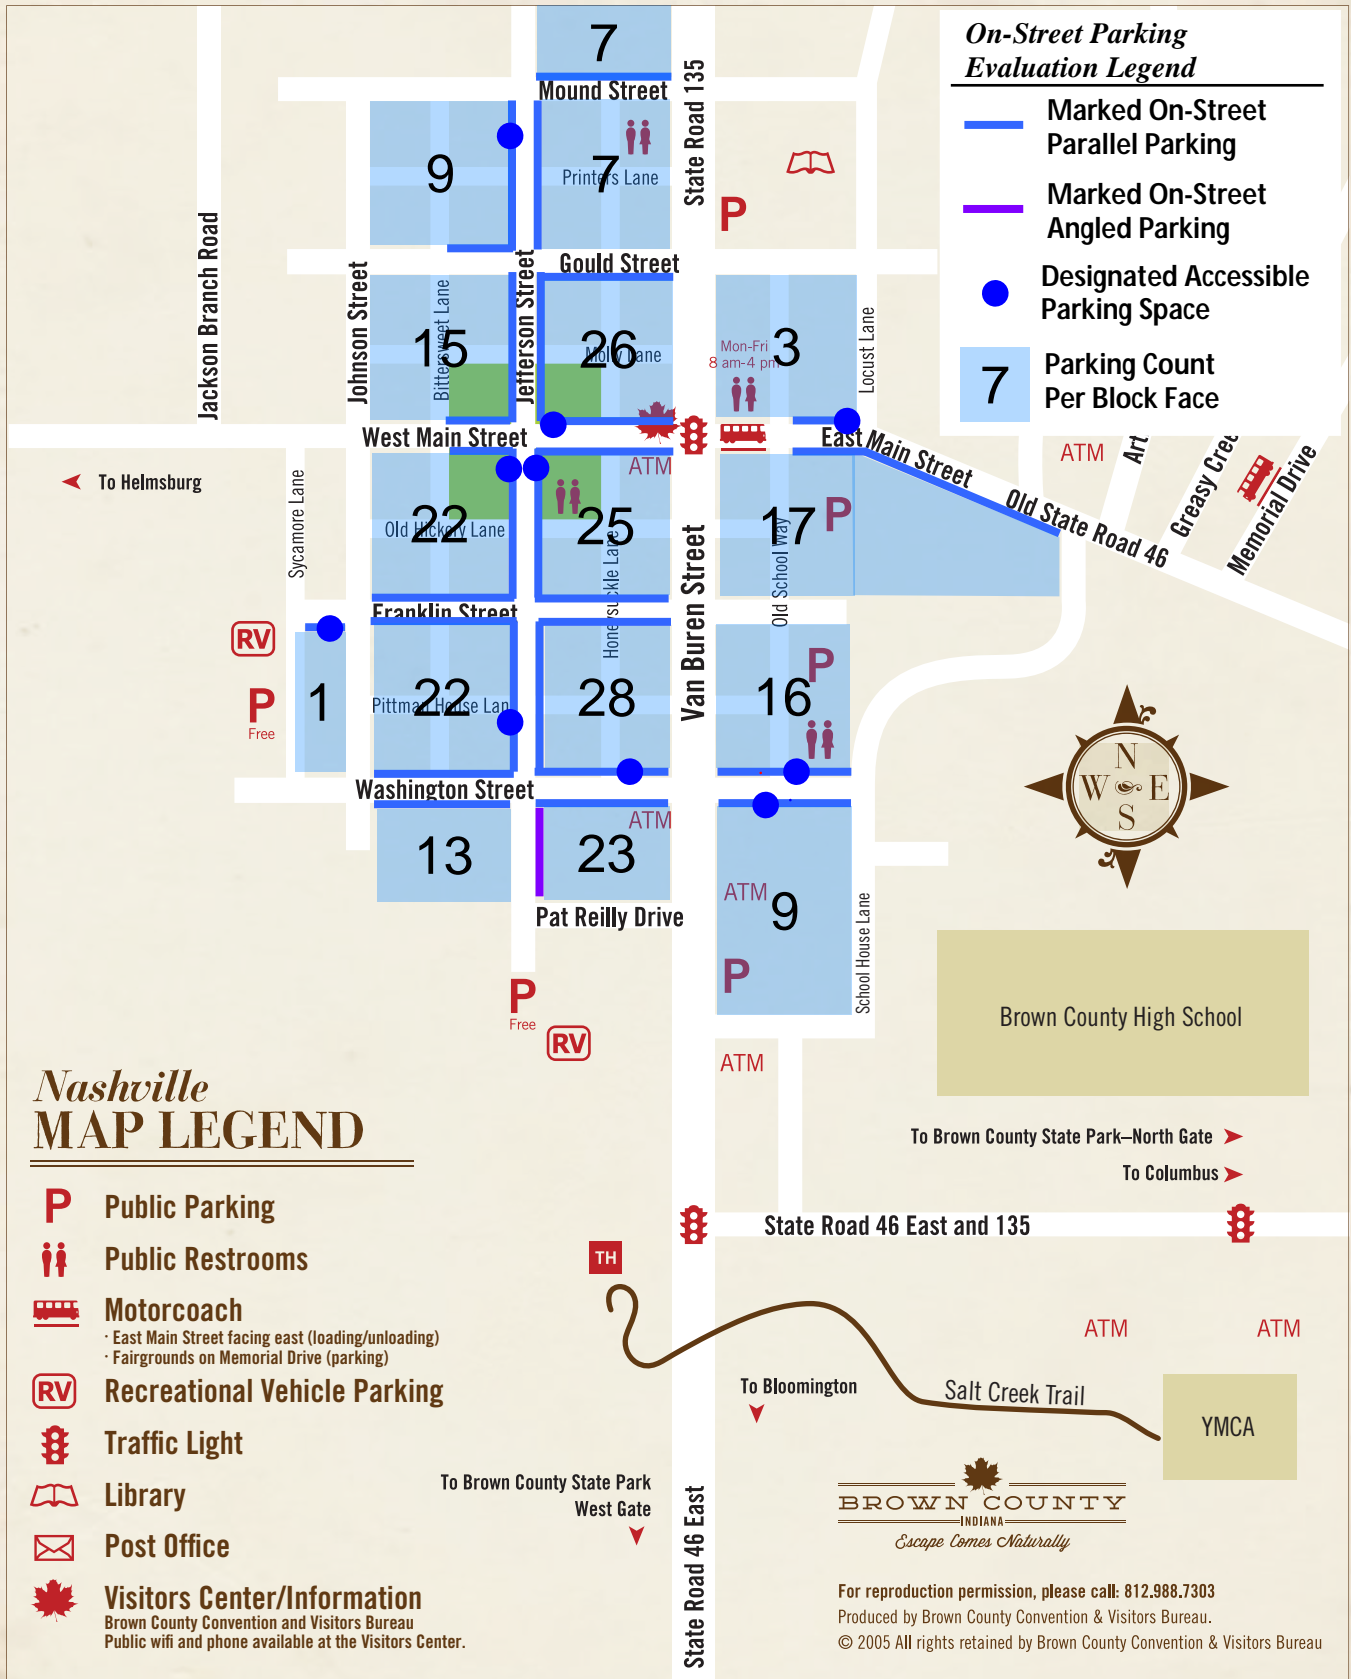 7
On-Street Parking
Evaluation Legend
Marked On-Street
Parallel Parking
Marked On-Street
Angled Parking
Designated Accessible
Parking Space
7
Parking Count
Per Block Face
Mound Street
State Road 135
9
7
Printers Lane
P
Jackson Branch Road
Johnson Street
Jefferson Street
Gould Street
Bittersweet Lane
15
26
Molly Lane
3
Mon-Fri
8 am-4 pm
Locust Lane
West Main Street
East Main Street
ATM
Art
Greasy Cree
Memorial Drive
To Helmsburg
Sycamore Lane
ATM
22
Old Hickory Lane
25
Honeysuckle Lane
17
P
Old School Way
Old State Road 46
Van Buren Street
Franklin Street
RV
P
Free
1
22
Pittman House Lan
28
16
P
N
W E
S
Washington Street
13
23
ATM
ATM
9
P
Pat Reilly Drive
School House Lane
P
Free
RV
Brown County High School
ATM
Nashville
MAP LEGEND
To Brown County State Park–North Gate
To Columbus
P
Public Parking
Public Restrooms
Motorcoach
· East Main Street facing east (loading/unloading)
· Fairgrounds on Memorial Drive (parking)
RV
Recreational Vehicle Parking
Traffic Light
Library
Post Office
Visitors Center/Information
Brown County Convention and Visitors Bureau
Public wifi and phone available at the Visitors Center.
State Road 46 East and 135
TH
ATM
ATM
To Bloomington
Salt Creek Trail
YMCA
To Brown County State Park
West Gate
State Road 46 East
BROWN COUNTY
INDIANA
Escape Comes Naturally
For reproduction permission, please call: 812.988.7303
Produced by Brown County Convention & Visitors Bureau.
© 2005 All rights retained by Brown County Convention & Visitors Bureau